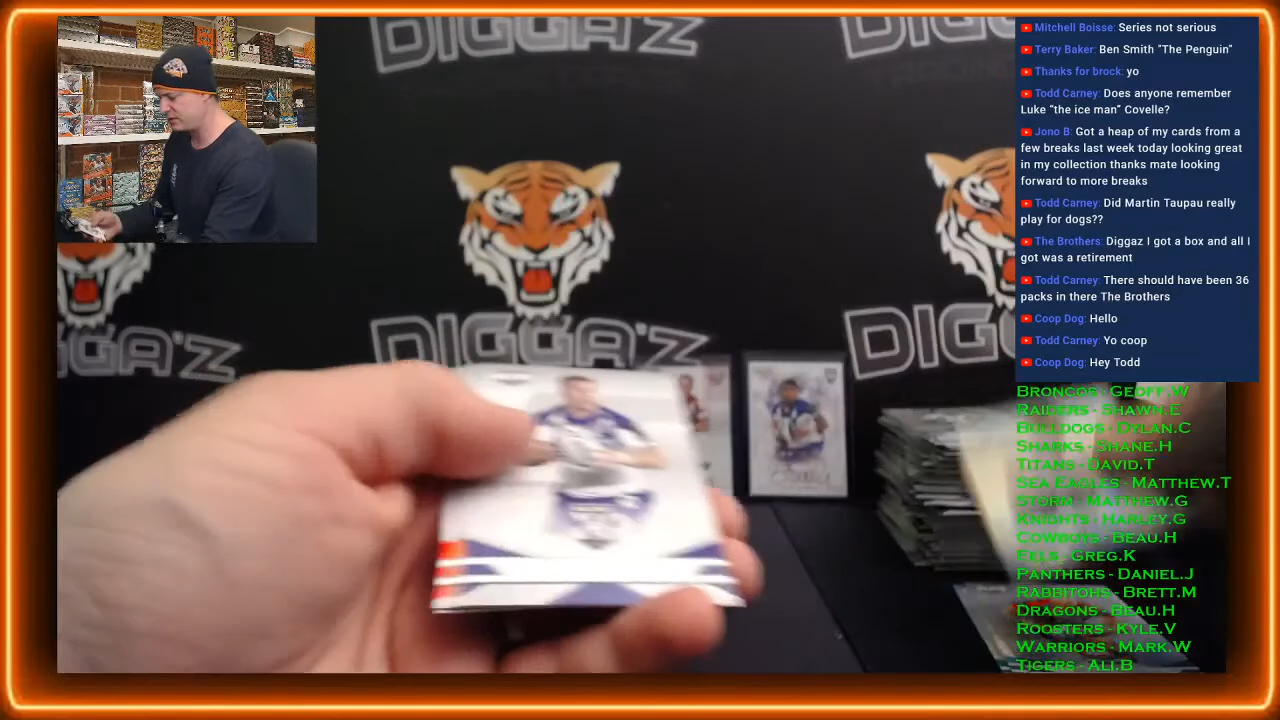 DIGGA'Z
Mitchell Boisse: Series not serious
Terry Baker: Ben Smith "The Penguin"
Thanks for brock: yo
Todd Carney: Does anyone remember
Luke "the ice man" Covelle?
Jono B: Got a heap of my cards from a
few breaks last week today looking great
in my collection thanks mate looking
forward to more breaks
Todd Carney: Did Martin Taupau really
play for dogs??
The Brothers: Diggaz I got a box and all I
got was a retirement
Todd Carney: There should have been 36
packs in there The Brothers
Coop Dog: Hello
Todd Carney: Yo coop
Coop Dog: Hey Todd
DIGGA'Z
DIGG
Broncos - Geoff.W
Raiders - Shawn.E
Bulldogs - Dylan.C
Sharks - Shane.H
Titans - David.T
Sea Eagles - Matthew.T
Storm - Matthew.G
Knights - Harley.G
Cowboys - Beau.H
Eels - Greg.K
Panthers - Daniel.J
Rabbitohs - Brett.M
Dragons - Beau.H
Roosters - Kyle.V
Warriors - Mark.W
Tigers - Ali.B